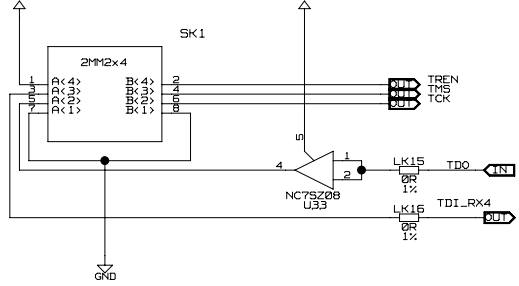 SK1
2MM2x4
1 A<4> B<4> 2 OUT TREN
3 A<3> B<3> 4 OUT TMS
5 A<2> B<2> 6 OUT TCK
7 A<1> B<1> 8
5
4 1 LK15 TDO IN
2 0R
NC7SZ08 1%
U,3,3
LK16 TDI_RX4 OUT
0R
1%
GND